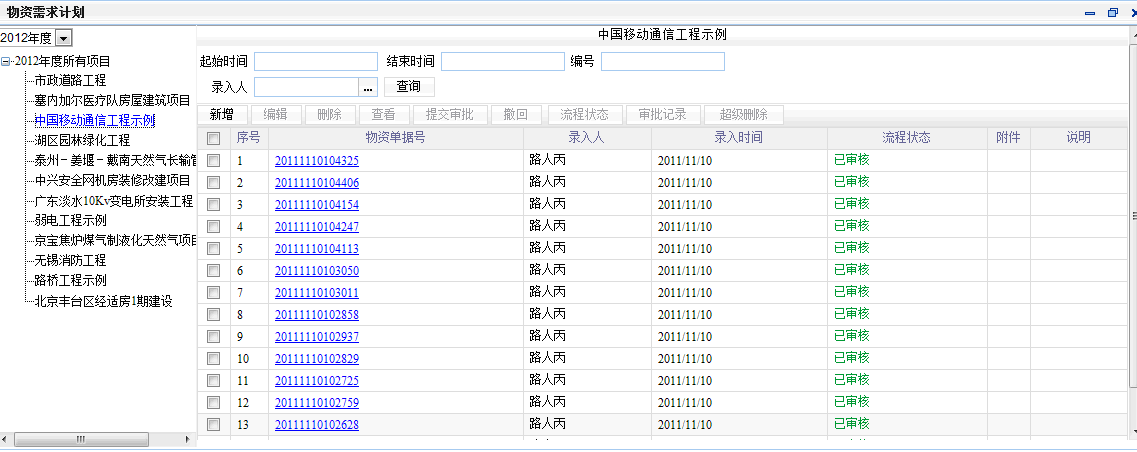 物资需求计划
2012年度
2012年度所有项目
市政道路工程
塞内加尔医疗队房屋建筑项目
中国移动通信工程示例
湖区园林绿化工程
泰州－姜堰－戴南天然气长输管
中兴安全网机房装修改建项目
广东淡水10Kv变电所安装工程
弱电工程示例
京宝焦炉煤气制液化天然气项目
无锡消防工程
路桥工程示例
北京丰台区经适房1期建设
中国移动通信工程示例
起始时间 结束时间 编号
录入人 ... 查询
新增 编辑 删除 查看 提交审批 撤回 流程状态 审批记录 超级删除
序号 物资单据号 录入人 录入时间 流程状态 附件 说明
1 20111110104325 路人丙 2011/11/10 已审核
2 20111110104406 路人丙 2011/11/10 已审核
3 20111110104154 路人丙 2011/11/10 已审核
4 20111110104247 路人丙 2011/11/10 已审核
5 20111110104113 路人丙 2011/11/10 已审核
6 20111110103050 路人丙 2011/11/10 已审核
7 20111110103011 路人丙 2011/11/10 已审核
8 20111110102858 路人丙 2011/11/10 已审核
9 20111110102937 路人丙 2011/11/10 已审核
10 20111110102829 路人丙 2011/11/10 已审核
11 20111110102725 路人丙 2011/11/10 已审核
12 20111110102759 路人丙 2011/11/10 已审核
13 20111110102628 路人丙 2011/11/10 已审核